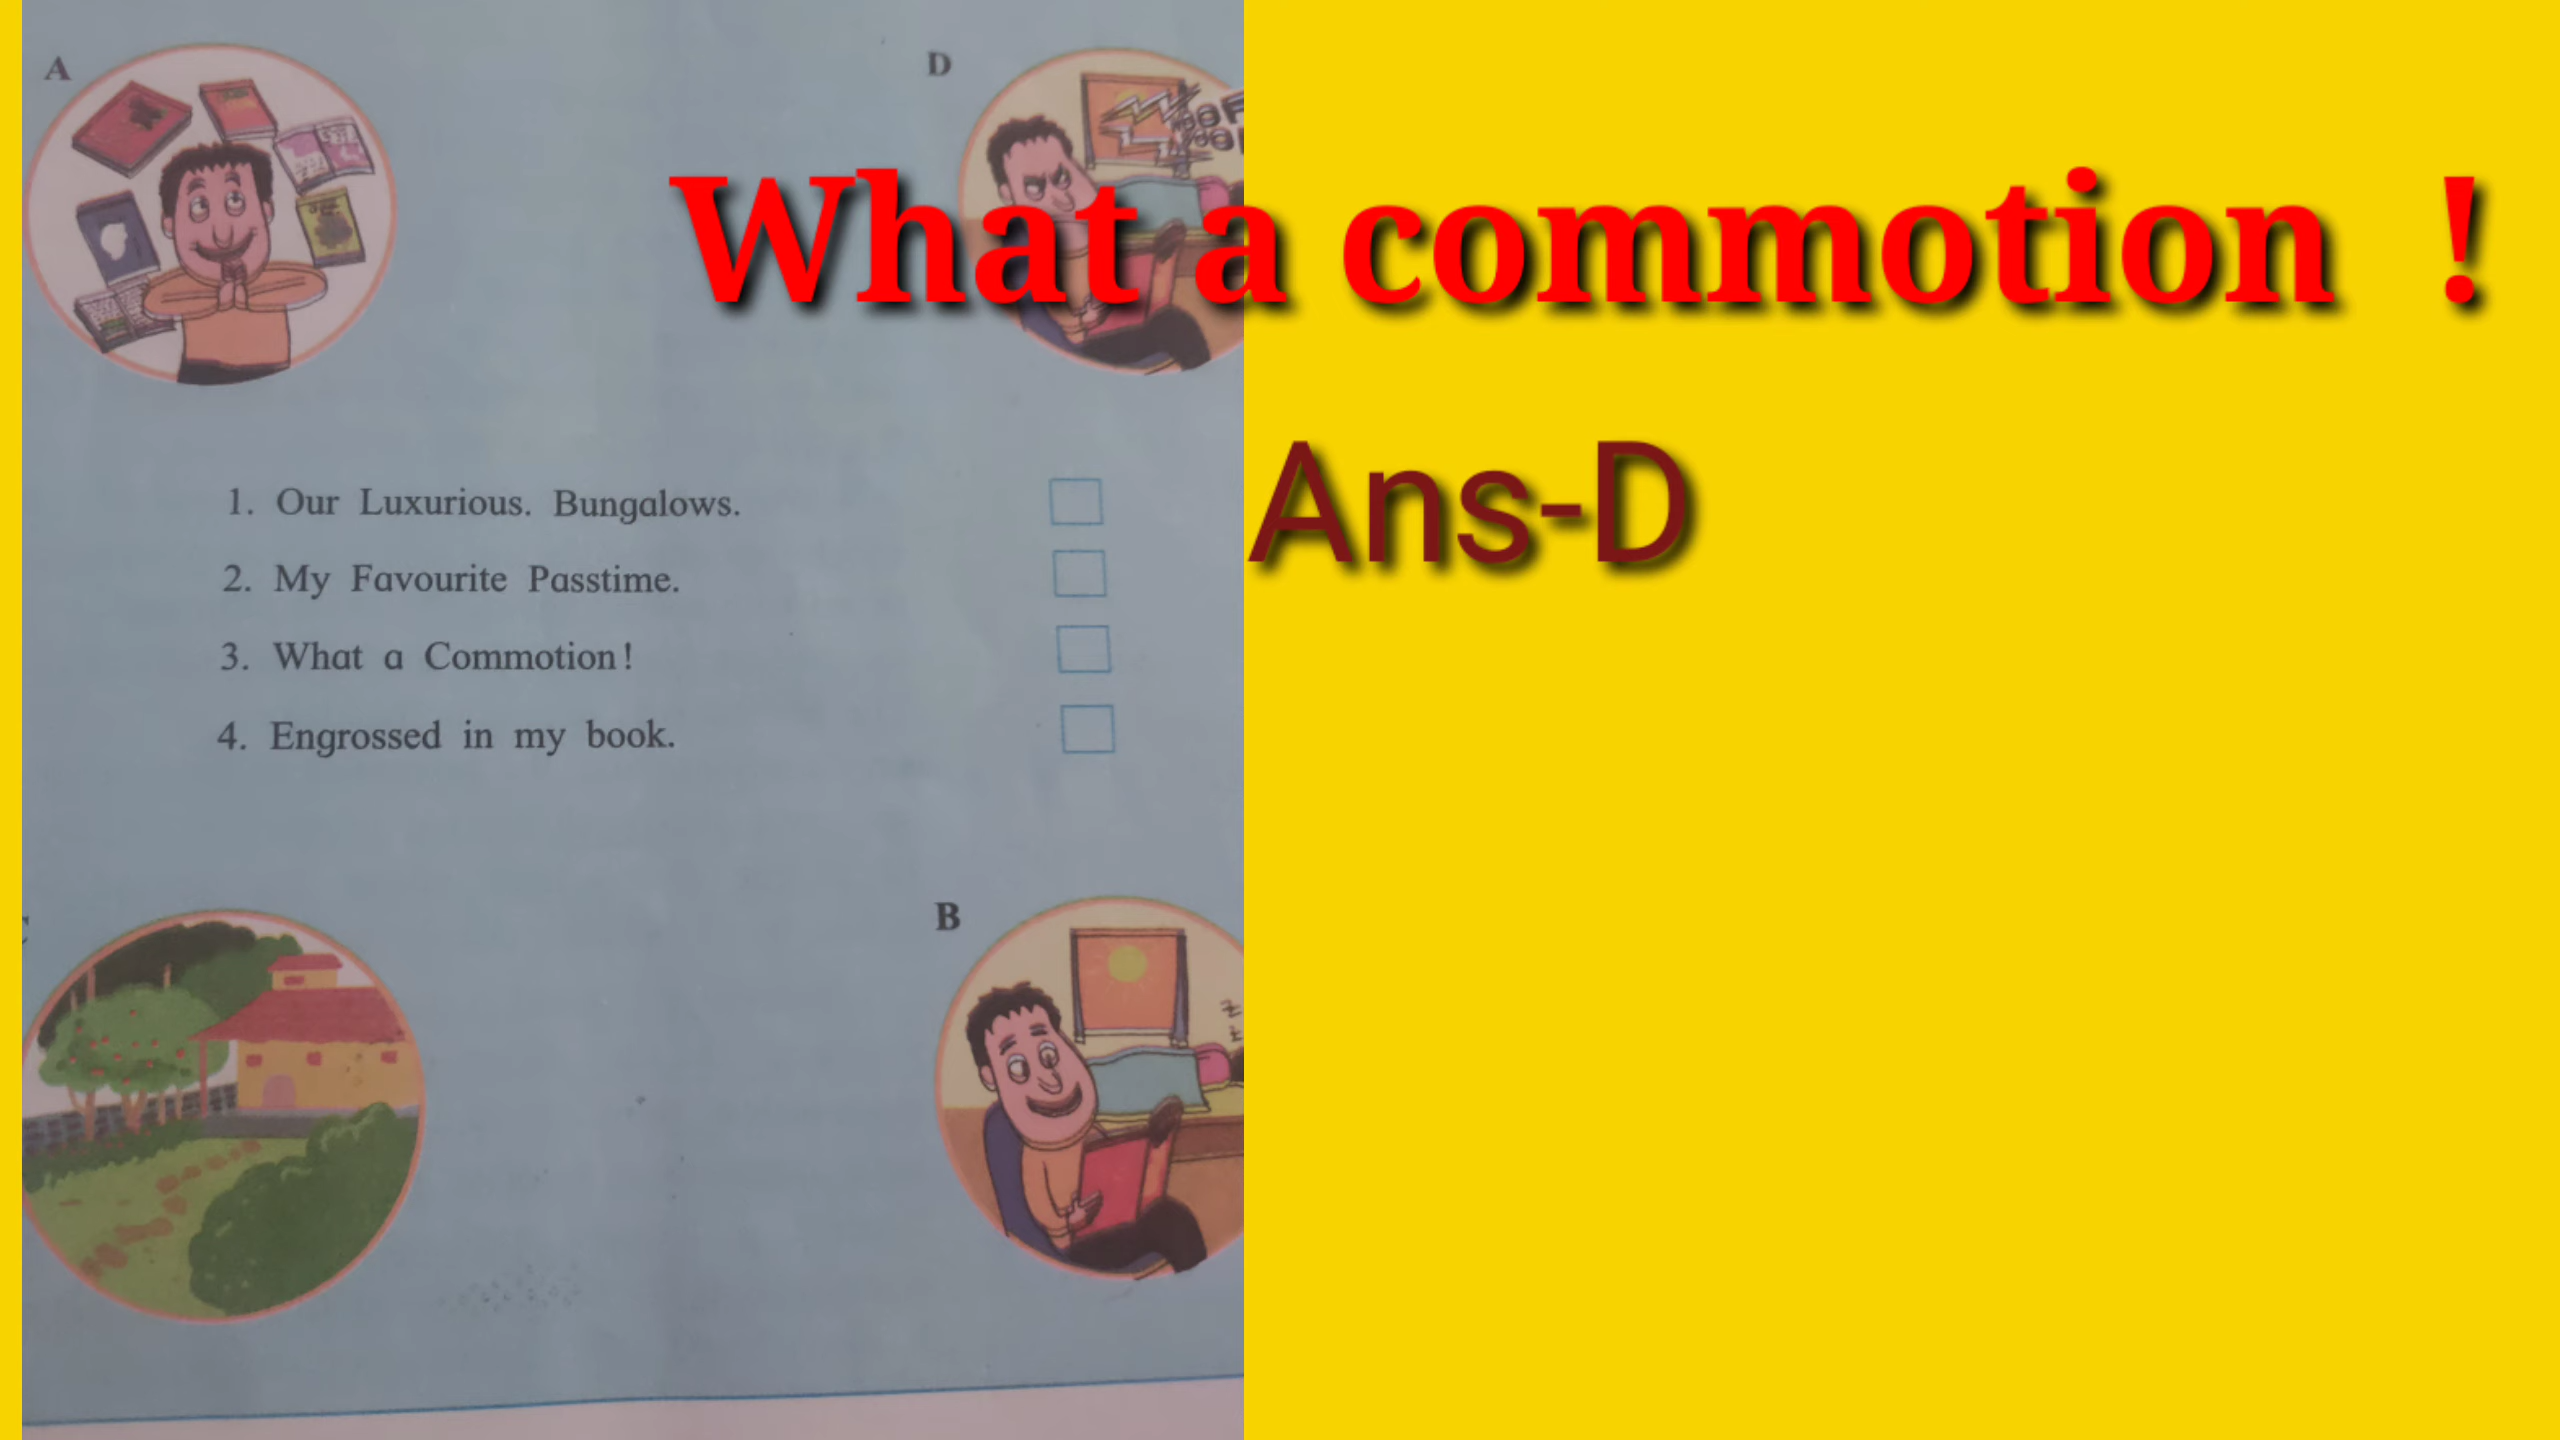 A
D
What a commotion !
Ans-D
1. Our Luxurious. Bungalows.
2. My Favourite Passtime.
3. What a Commotion!
4. Engrossed in my book.
B